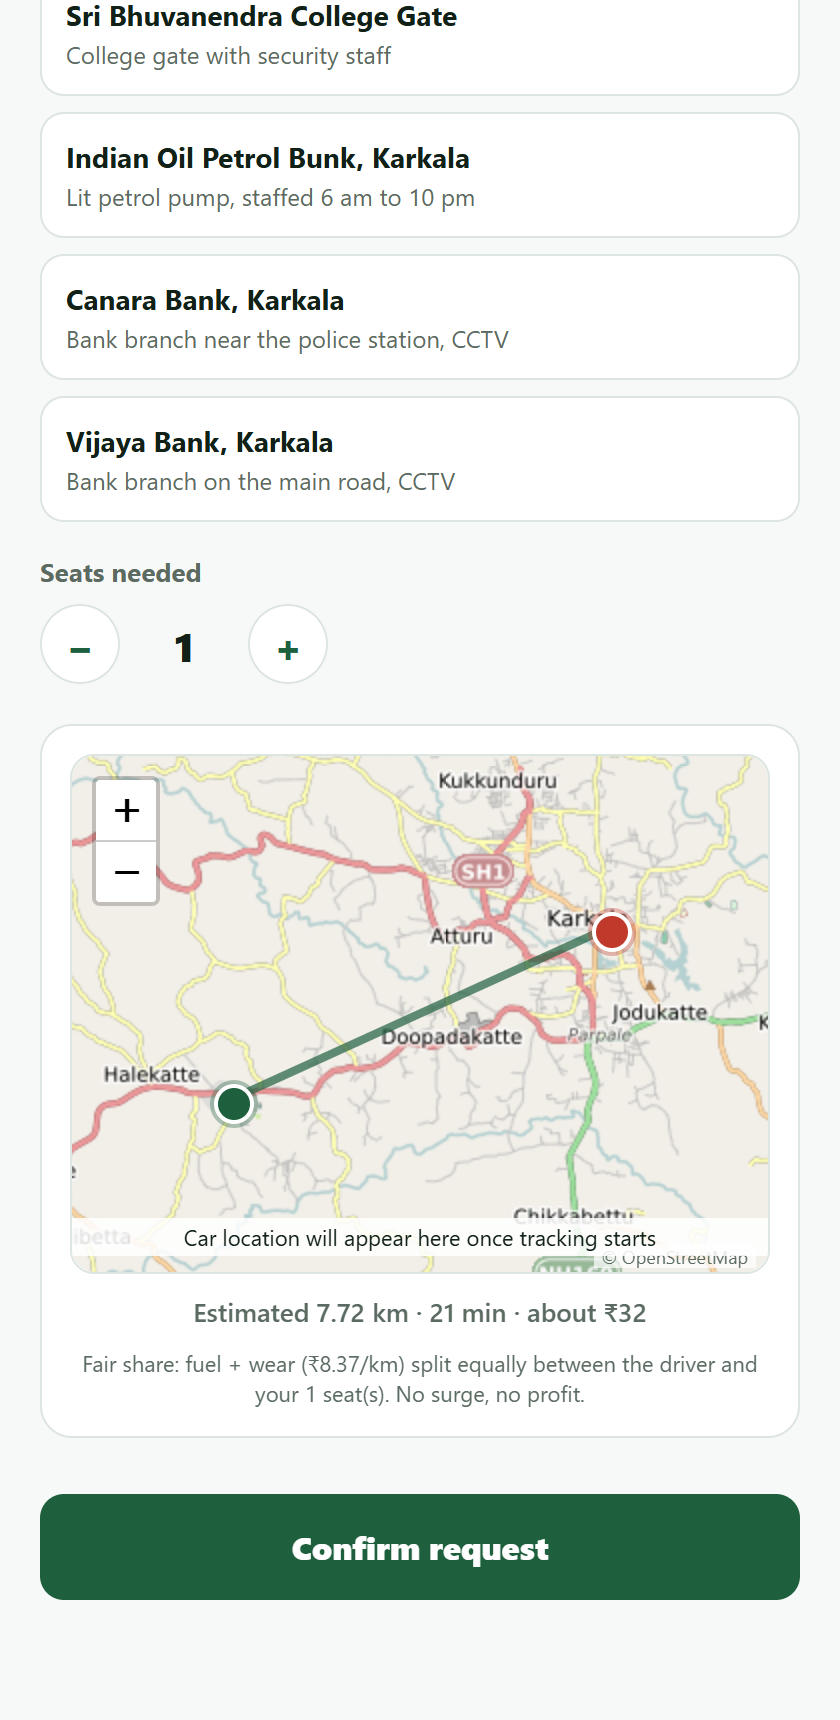 Sri Bhuvanendra College Gate
College gate with security staff
Indian Oil Petrol Bunk, Karkala
Lit petrol pump, staffed 6 am to 10 pm
Canara Bank, Karkala
Bank branch near the police station, CCTV
Vijaya Bank, Karkala
Bank branch on the main road, CCTV
Seats needed
− 1 +
+
−
Kukkunduru
SH1
Atturu
Jodukatte
Doopadakatte
Parpale
Halekatte
Chikkabettu
Car location will appear here once tracking starts
© OpenStreetMap
Estimated 7.72 km · 21 min · about ₹32
Fair share: fuel + wear (₹8.37/km) split equally between the driver and
your 1 seat(s). No surge, no profit.
Confirm request